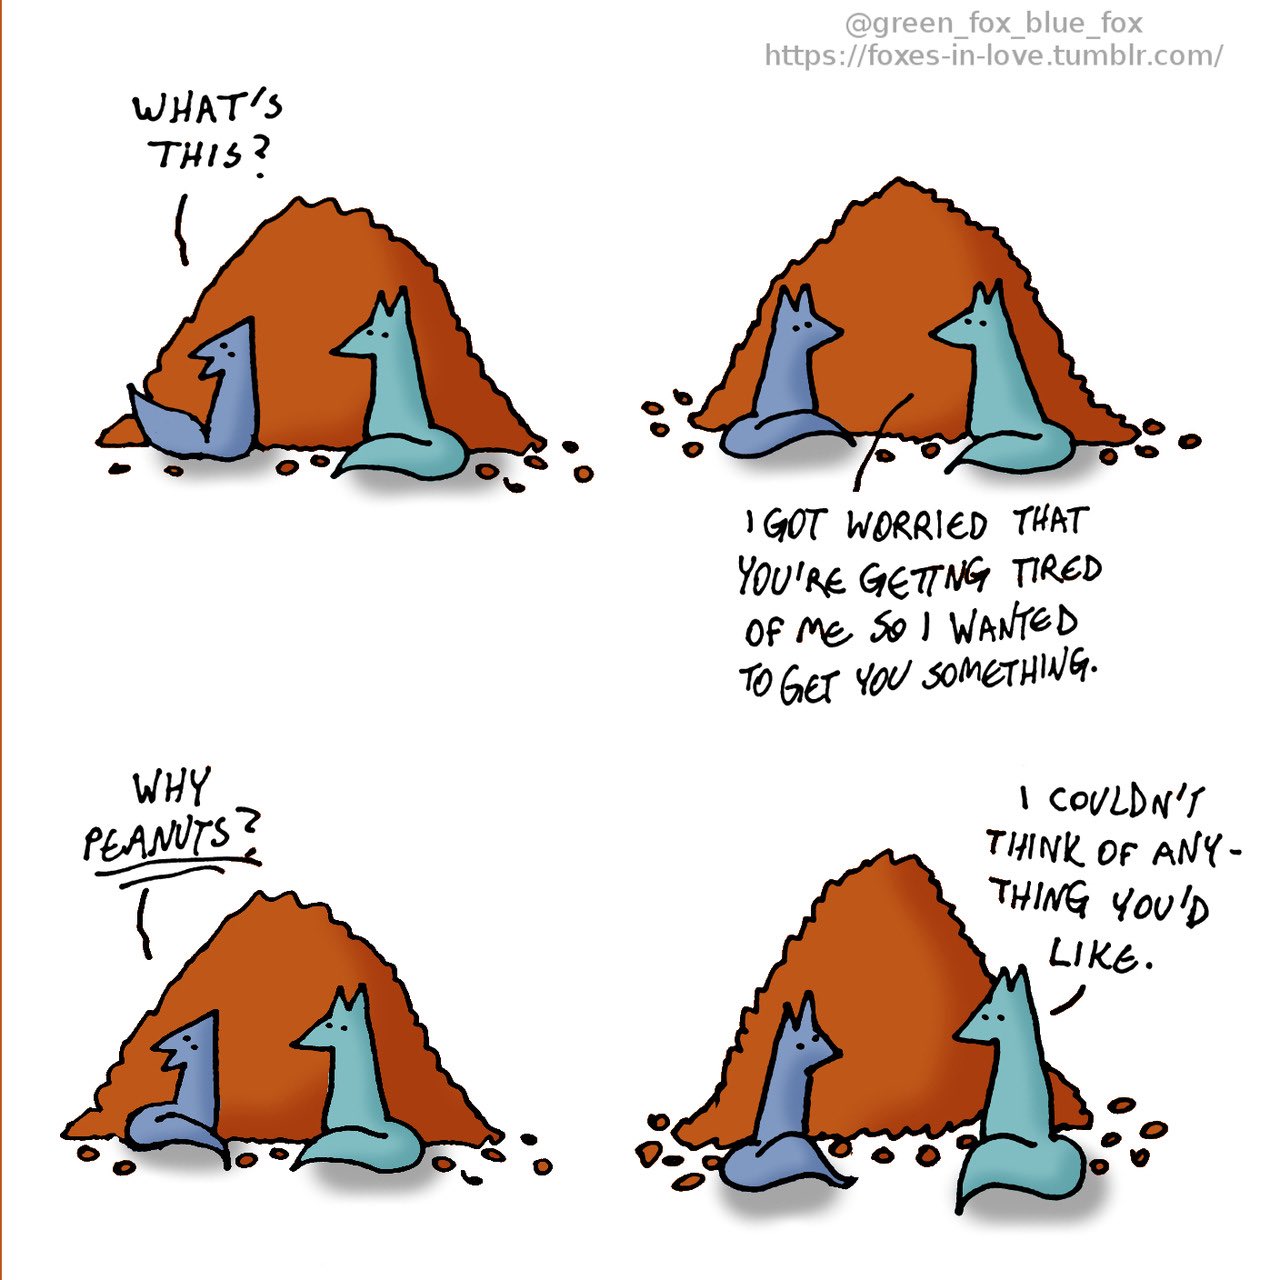 @green_fox_blue_fox
https://foxes-in-love.tumblr.com/
WHAT'S
THIS?
I GOT WORRIED THAT
YOU'RE GETTING TIRED
OF ME SO I WANTED
TO GET YOU SOMETHING.
WHY
PEANUTS?
I COULDN'T
THINK OF ANY-
THING YOU'D
LIKE.